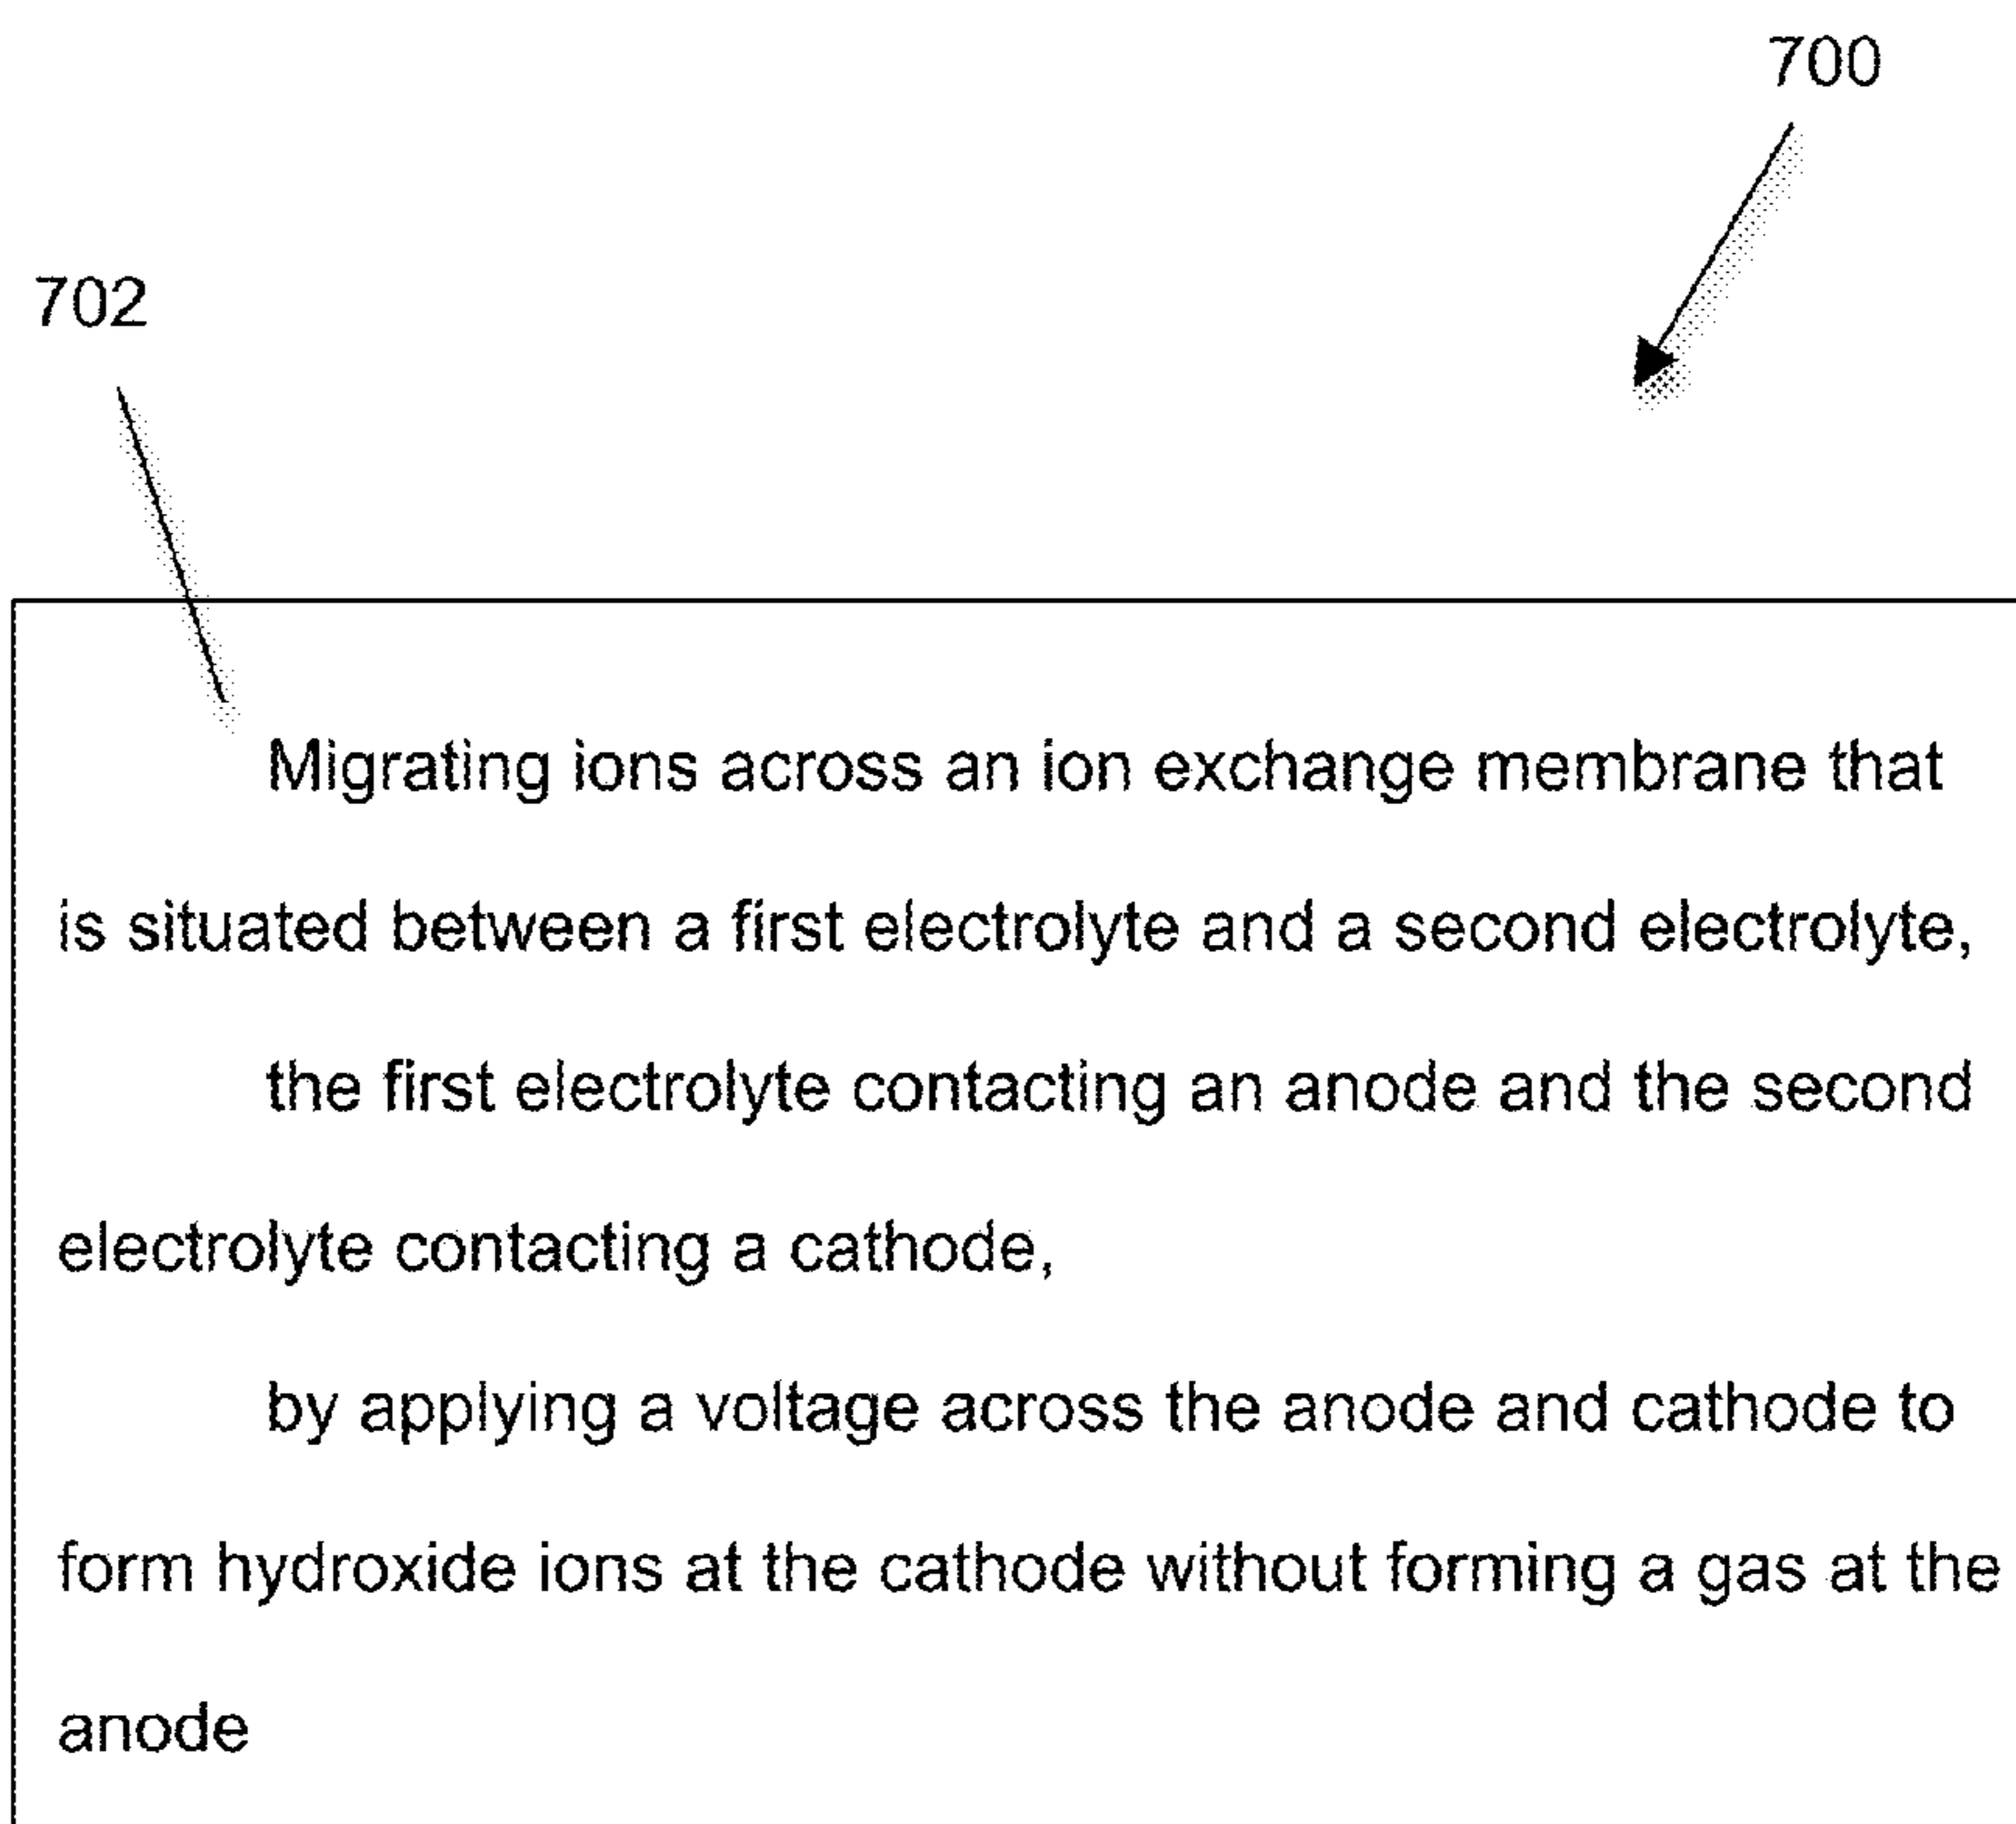 700
702
Migrating ions across an ion exchange membrane that
is situated between a first electrolyte and a second electrolyte,
the first electrolyte contacting an anode and the second
electrolyte contacting a cathode,
by applying a voltage across the anode and cathode to
form hydroxide ions at the cathode without forming a gas at the
anode